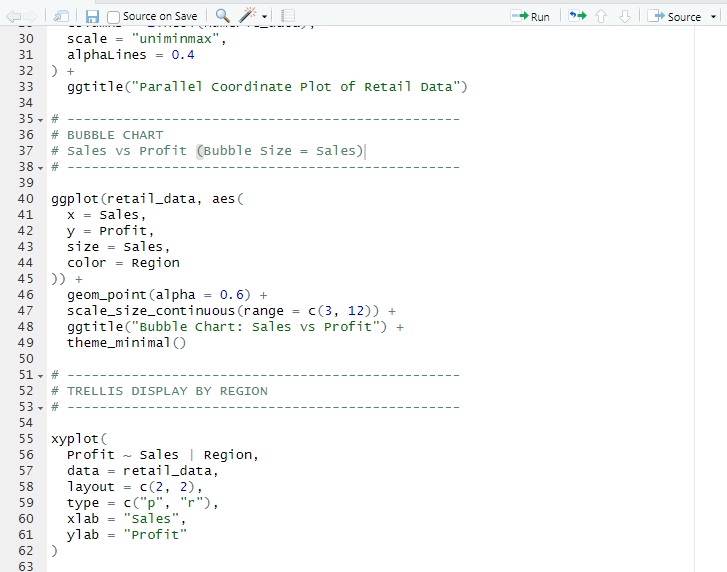 Source on Save
Run
Source
30 scale = "uniminmax",
31 alphaLines = 0.4
32 ) +
33 ggtitle("Parallel Coordinate Plot of Retail Data")
34
35 # --------------------------------------------------
36 # BUBBLE CHART
37 # Sales vs Profit (Bubble Size = Sales)
38 # --------------------------------------------------
39
40 ggplot(retail_data, aes(
41 x = Sales,
42 y = Profit,
43 size = Sales,
44 color = Region
45 )) +
46 geom_point(alpha = 0.6) +
47 scale_size_continuous(range = c(3, 12)) +
48 ggtitle("Bubble Chart: Sales vs Profit") +
49 theme_minimal()
50
51 # --------------------------------------------------
52 # TRELLIS DISPLAY BY REGION
53 # --------------------------------------------------
54
55 xyplot(
56 Profit ~ Sales | Region,
57 data = retail_data,
58 layout = c(2, 2),
59 type = c("p", "r"),
60 xlab = "Sales",
61 ylab = "Profit"
62 )
63